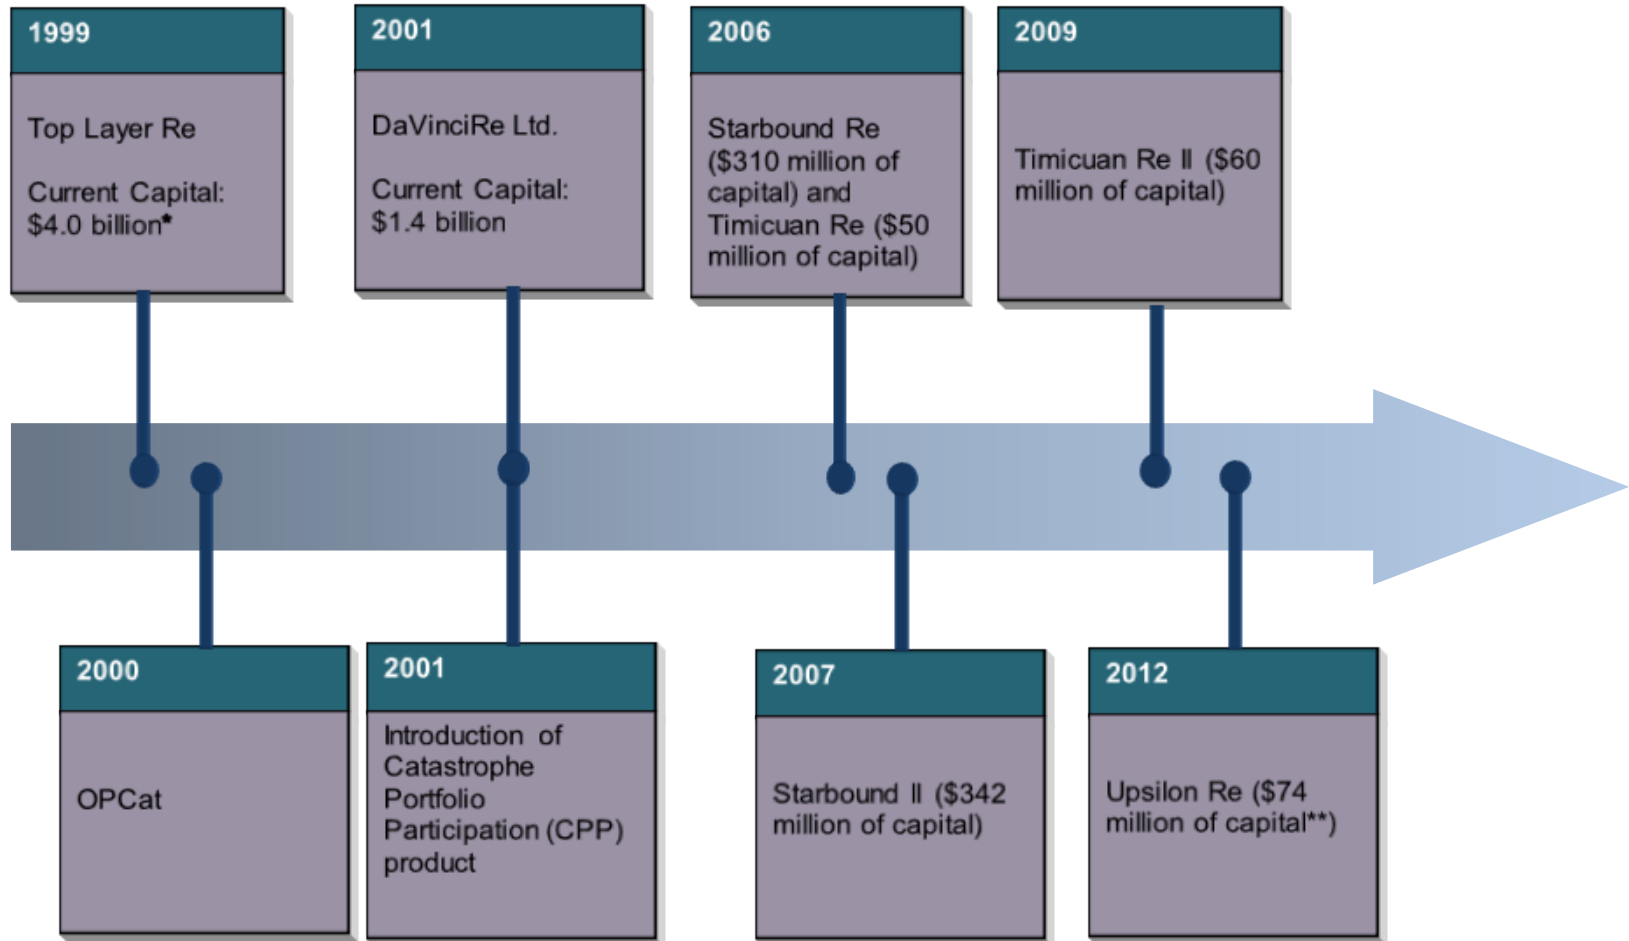 1999
Top Layer Re
Current Capital:
$4.0 billion*
2001
DaVinciRe Ltd.
Current Capital:
$1.4 billion
2006
Starbound Re
($310 million of
capital) and
Timicuan Re ($50
million of capital)
2009
Timicuan Re II ($60
million of capital)
2000
OPCat
2001
Introduction of
Catastrophe
Portfolio
Participation (CPP)
product
2007
Starbound II ($342
million of capital)
2012
Upsilon Re ($74
million of capital**)